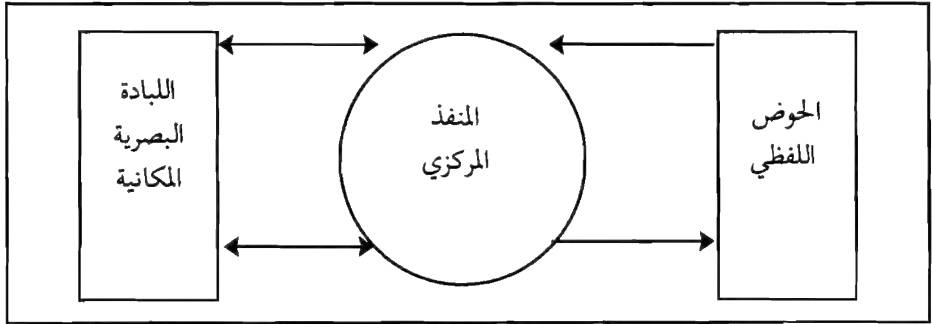 الحوض
اللفظي
المنفذ
المركزي
اللبادة
البصرية
المكانية